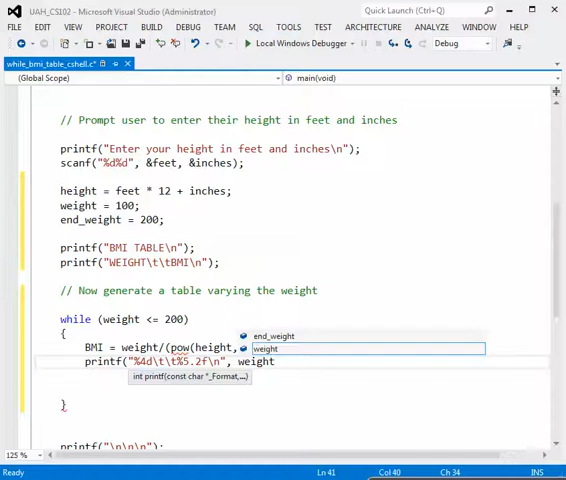 UAH_CS102 - Microsoft Visual Studio (Administrator)
Quick Launch (Ctrl+Q)
FILE EDIT VIEW PROJECT BUILD DEBUG TEAM SQL TOOLS TEST ARCHITECTURE ANALYZE WINDOW HELP
Local Windows Debugger
Debug
while_bmi_table_cshell.c*
(Global Scope)
main(void)
// Prompt user to enter their height in feet and inches
printf("Enter your height in feet and inches\n");
scanf("%d%d", &feet, &inches);
height = feet * 12 + inches;
weight = 100;
end_weight = 200;
printf("BMI TABLE\n");
printf("WEIGHT\t\tBMI\n");
// Now generate a table varying the weight
while (weight <= 200)
{
end_weight
BMI = weight/(pow(height,
weight
printf("%4d\t\t%5.2f\n", weight
int printf(const char *_Format,...)
}
printf("\n\n\n");
125 %
Ready
Ln 41
Col 40
Ch 34